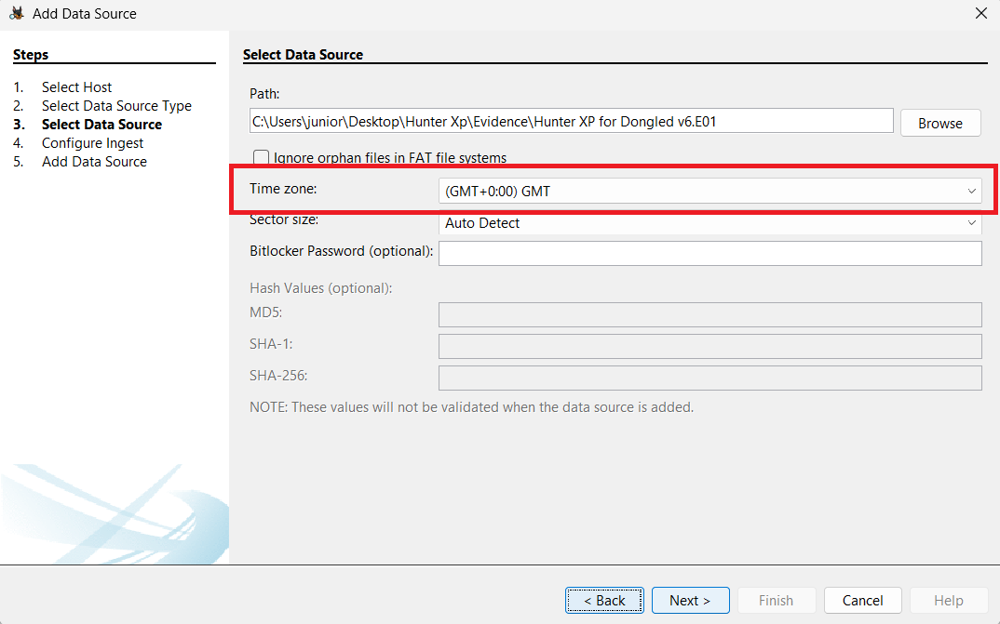 Add Data Source
Steps
1. Select Host
2. Select Data Source Type
3. Select Data Source
4. Configure Ingest
5. Add Data Source
Select Data Source
Path:
C:\Users\junior\Desktop\Hunter Xp\Evidence\Hunter XP for Dongled v6.E01
Browse
Ignore orphan files in FAT file systems
Time zone: (GMT+0:00) GMT
Sector size: Auto Detect
Bitlocker Password (optional):
Hash Values (optional):
MD5:
SHA-1:
SHA-256:
NOTE: These values will not be validated when the data source is added.
< Back Next > Finish Cancel Help